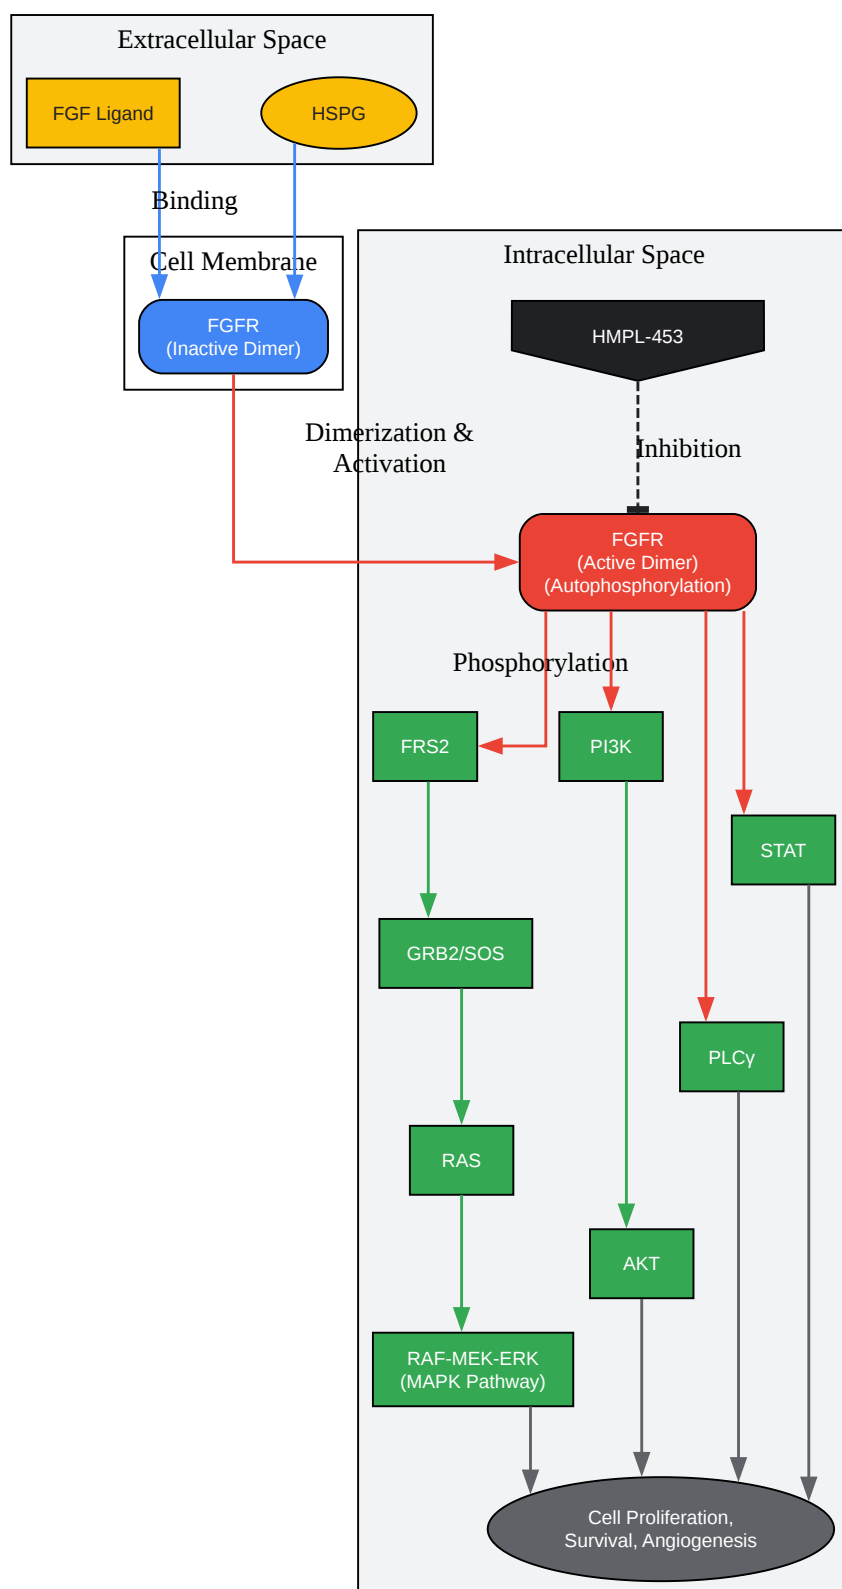 Extracellular Space
FGF Ligand
HSPG
Binding
Cell Membrane
FGFR
(Inactive Dimer)
Intracellular Space
HMPL-453
Dimerization &
Activation
Inhibition
FGFR
(Active Dimer)
(Autophosphorylation)
Phosphorylation
FRS2
PI3K
STAT
GRB2/SOS
PLCγ
RAS
AKT
RAF-MEK-ERK
(MAPK Pathway)
Cell Proliferation,
Survival, Angiogenesis